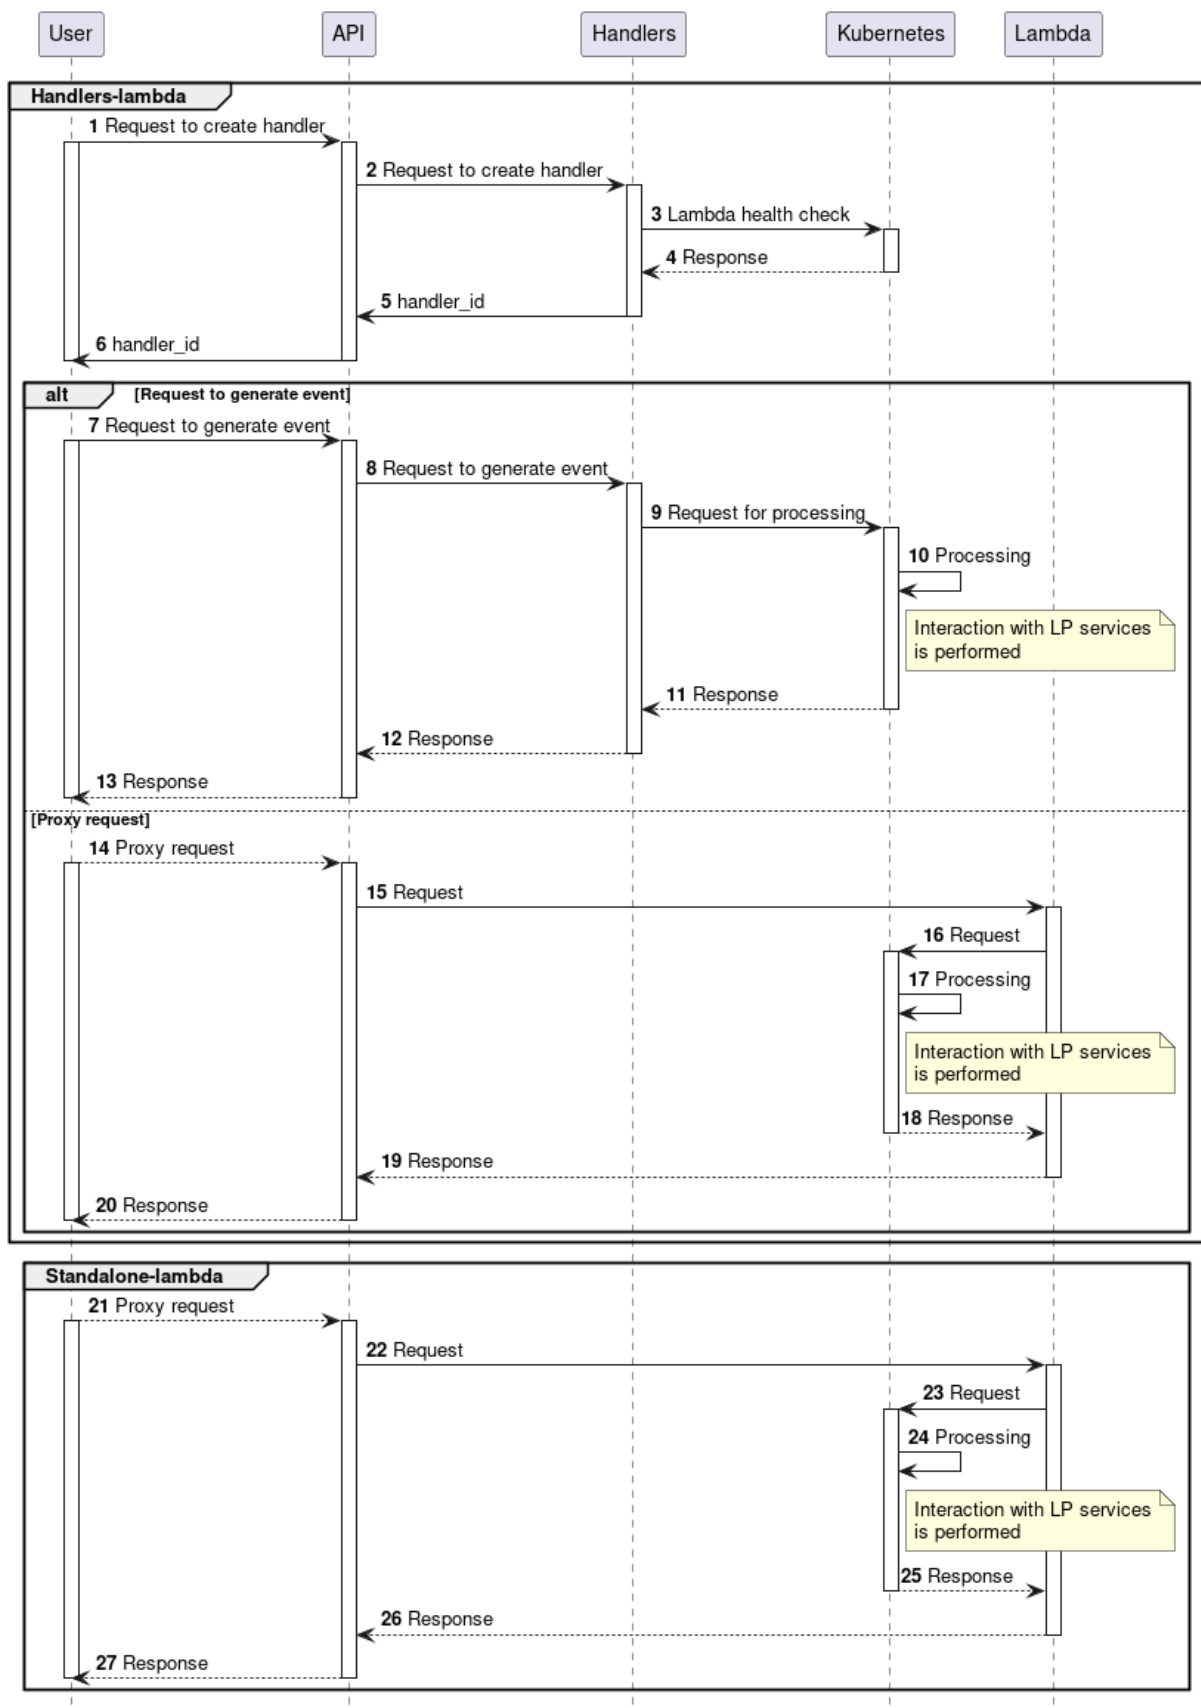 User
API
Handlers
Kubernetes
Lambda
Handlers-lambda
1 Request to create handler
2 Request to create handler
3 Lambda health check
4 Response
5 handler_id
6 handler_id
alt
[Request to generate event]
7 Request to generate event
8 Request to generate event
9 Request for processing
10 Processing
Interaction with LP services
is performed
11 Response
12 Response
13 Response
[Proxy request]
14 Proxy request
15 Request
16 Request
17 Processing
Interaction with LP services
is performed
18 Response
19 Response
20 Response
Standalone-lambda
21 Proxy request
22 Request
23 Request
24 Processing
Interaction with LP services
is performed
25 Response
26 Response
27 Response